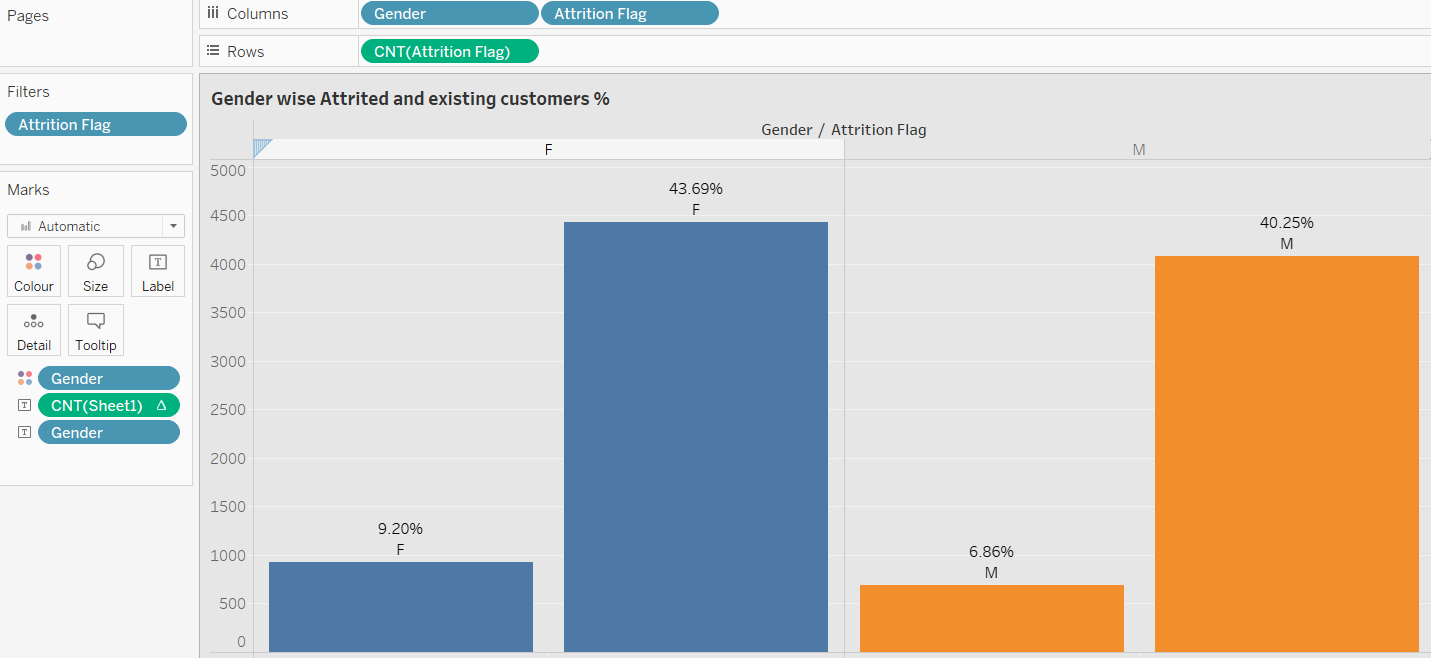 Pages
Columns
Gender
Attrition Flag
Rows
CNT(Attrition Flag)
Filters
Attrition Flag
Marks
Automatic
Colour
Size
T
Label
Detail
Tooltip
Gender
T
CNT(Sheet1) Δ
T
Gender
Gender wise Attrited and existing customers %
Gender / Attrition Flag
F
M
5000
4500
4000
3500
3000
2500
2000
1500
1000
500
0
9.20%
F
43.69%
F
6.86%
M
40.25%
M